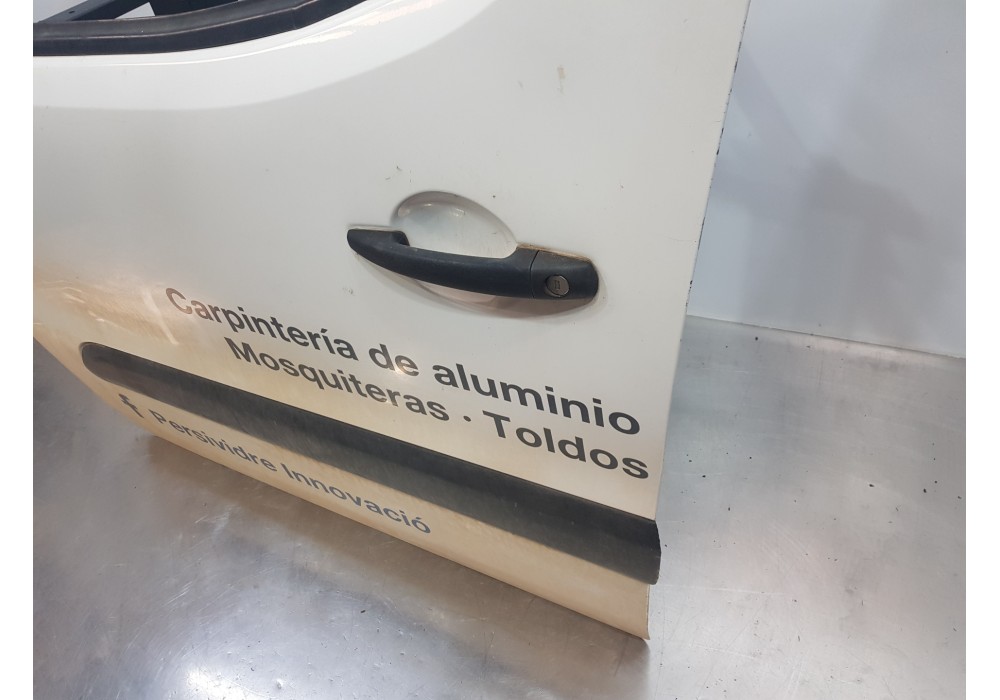 Carpintería de aluminio
Mosquiteras · Toldos
f Persividre Innovació